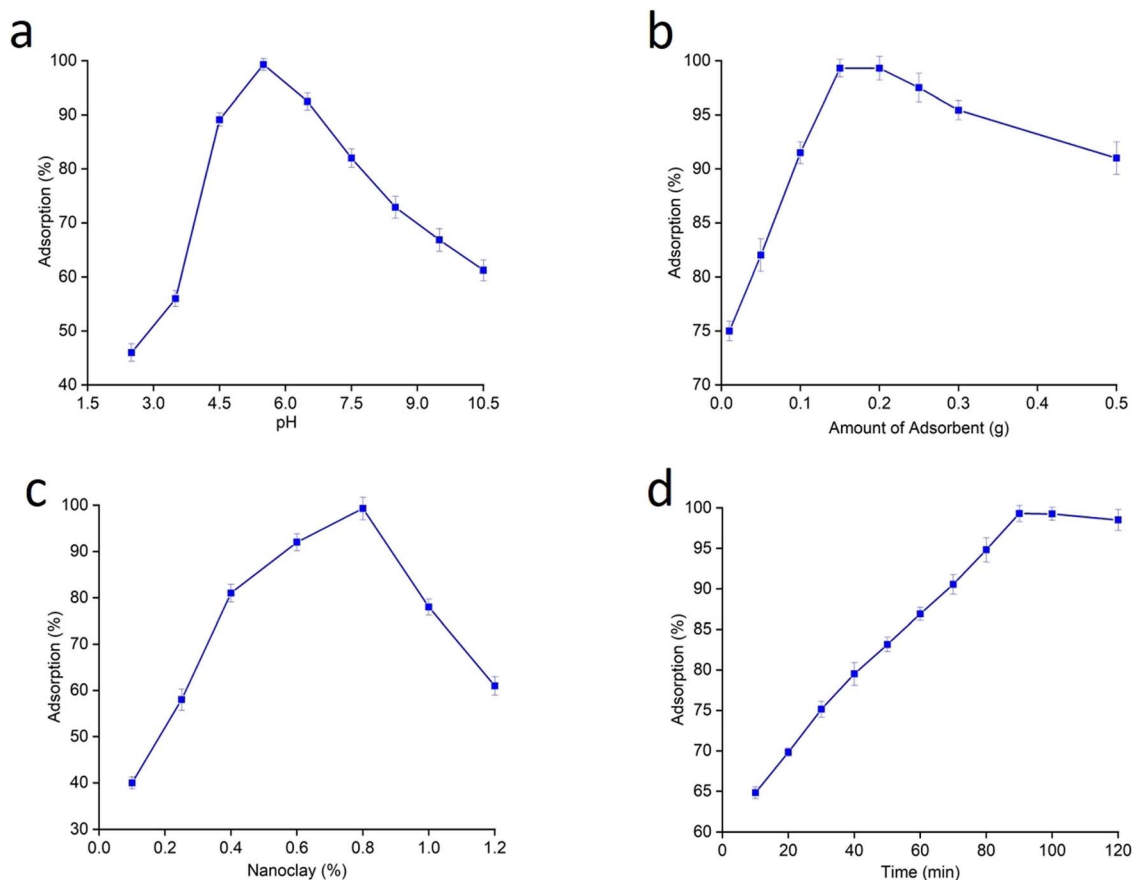 a
100
90
80
70
60
50
40
Adsorption (%)
1.5 3.0 4.5 6.0 7.5 9.0 10.5
pH
b
100
95
90
85
80
75
70
Adsorption (%)
0.0 0.1 0.2 0.3 0.4 0.5
Amount of Adsorbent (g)
c
100
90
80
70
60
50
40
30
Adsorption (%)
0.0 0.2 0.4 0.6 0.8 1.0 1.2
Nanoclay (%)
d
100
95
90
85
80
75
70
65
60
Adsorption (%)
0 20 40 60 80 100 120
Time (min)